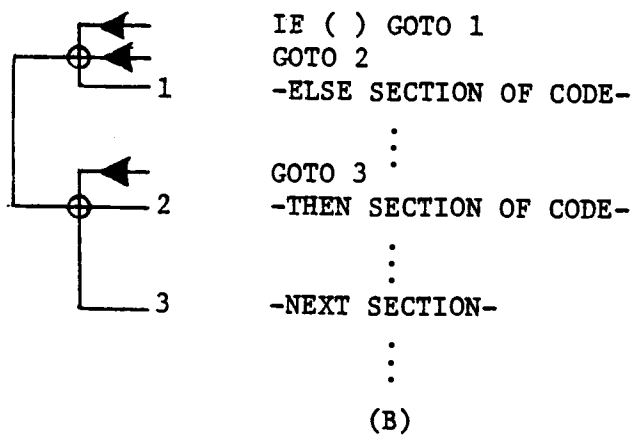 IE ( ) GOTO 1
GOTO 2
1 -ELSE SECTION OF CODE-
GOTO 3
2 -THEN SECTION OF CODE-
3 -NEXT SECTION-
(B)